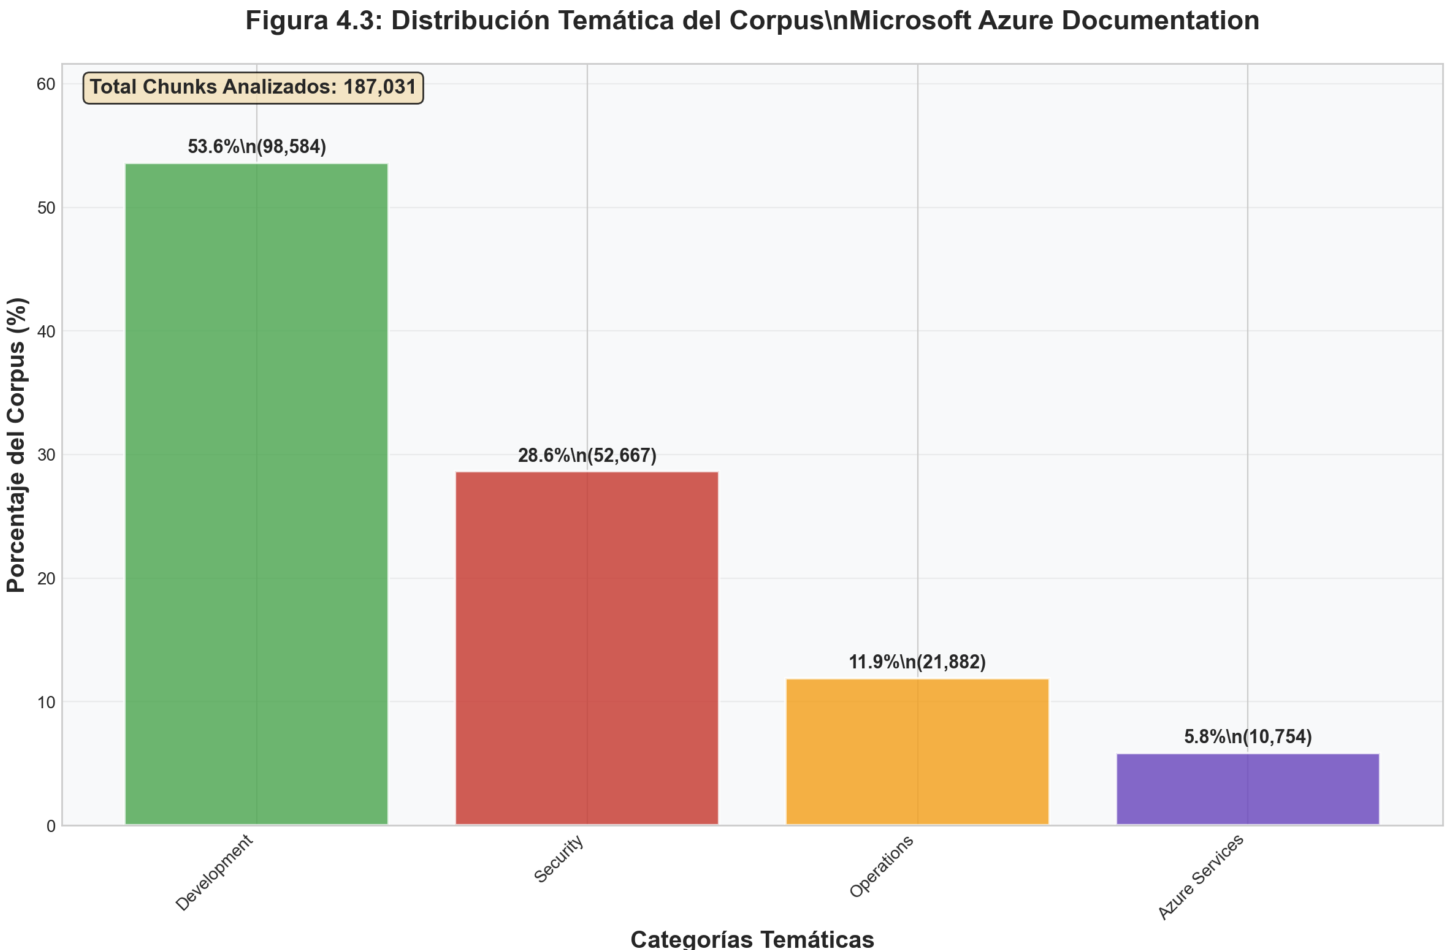 Figura 4.3: Distribución Temática del Corpus\nMicrosoft Azure Documentation
Total Chunks Analizados: 187,031
60
50
40
30
20
10
0
Porcentaje del Corpus (%)
53.6%\n(98,584)
28.6%\n(52,667)
11.9%\n(21,882)
5.8%\n(10,754)
Development
Security
Operations
Azure Services
Categorías Temáticas